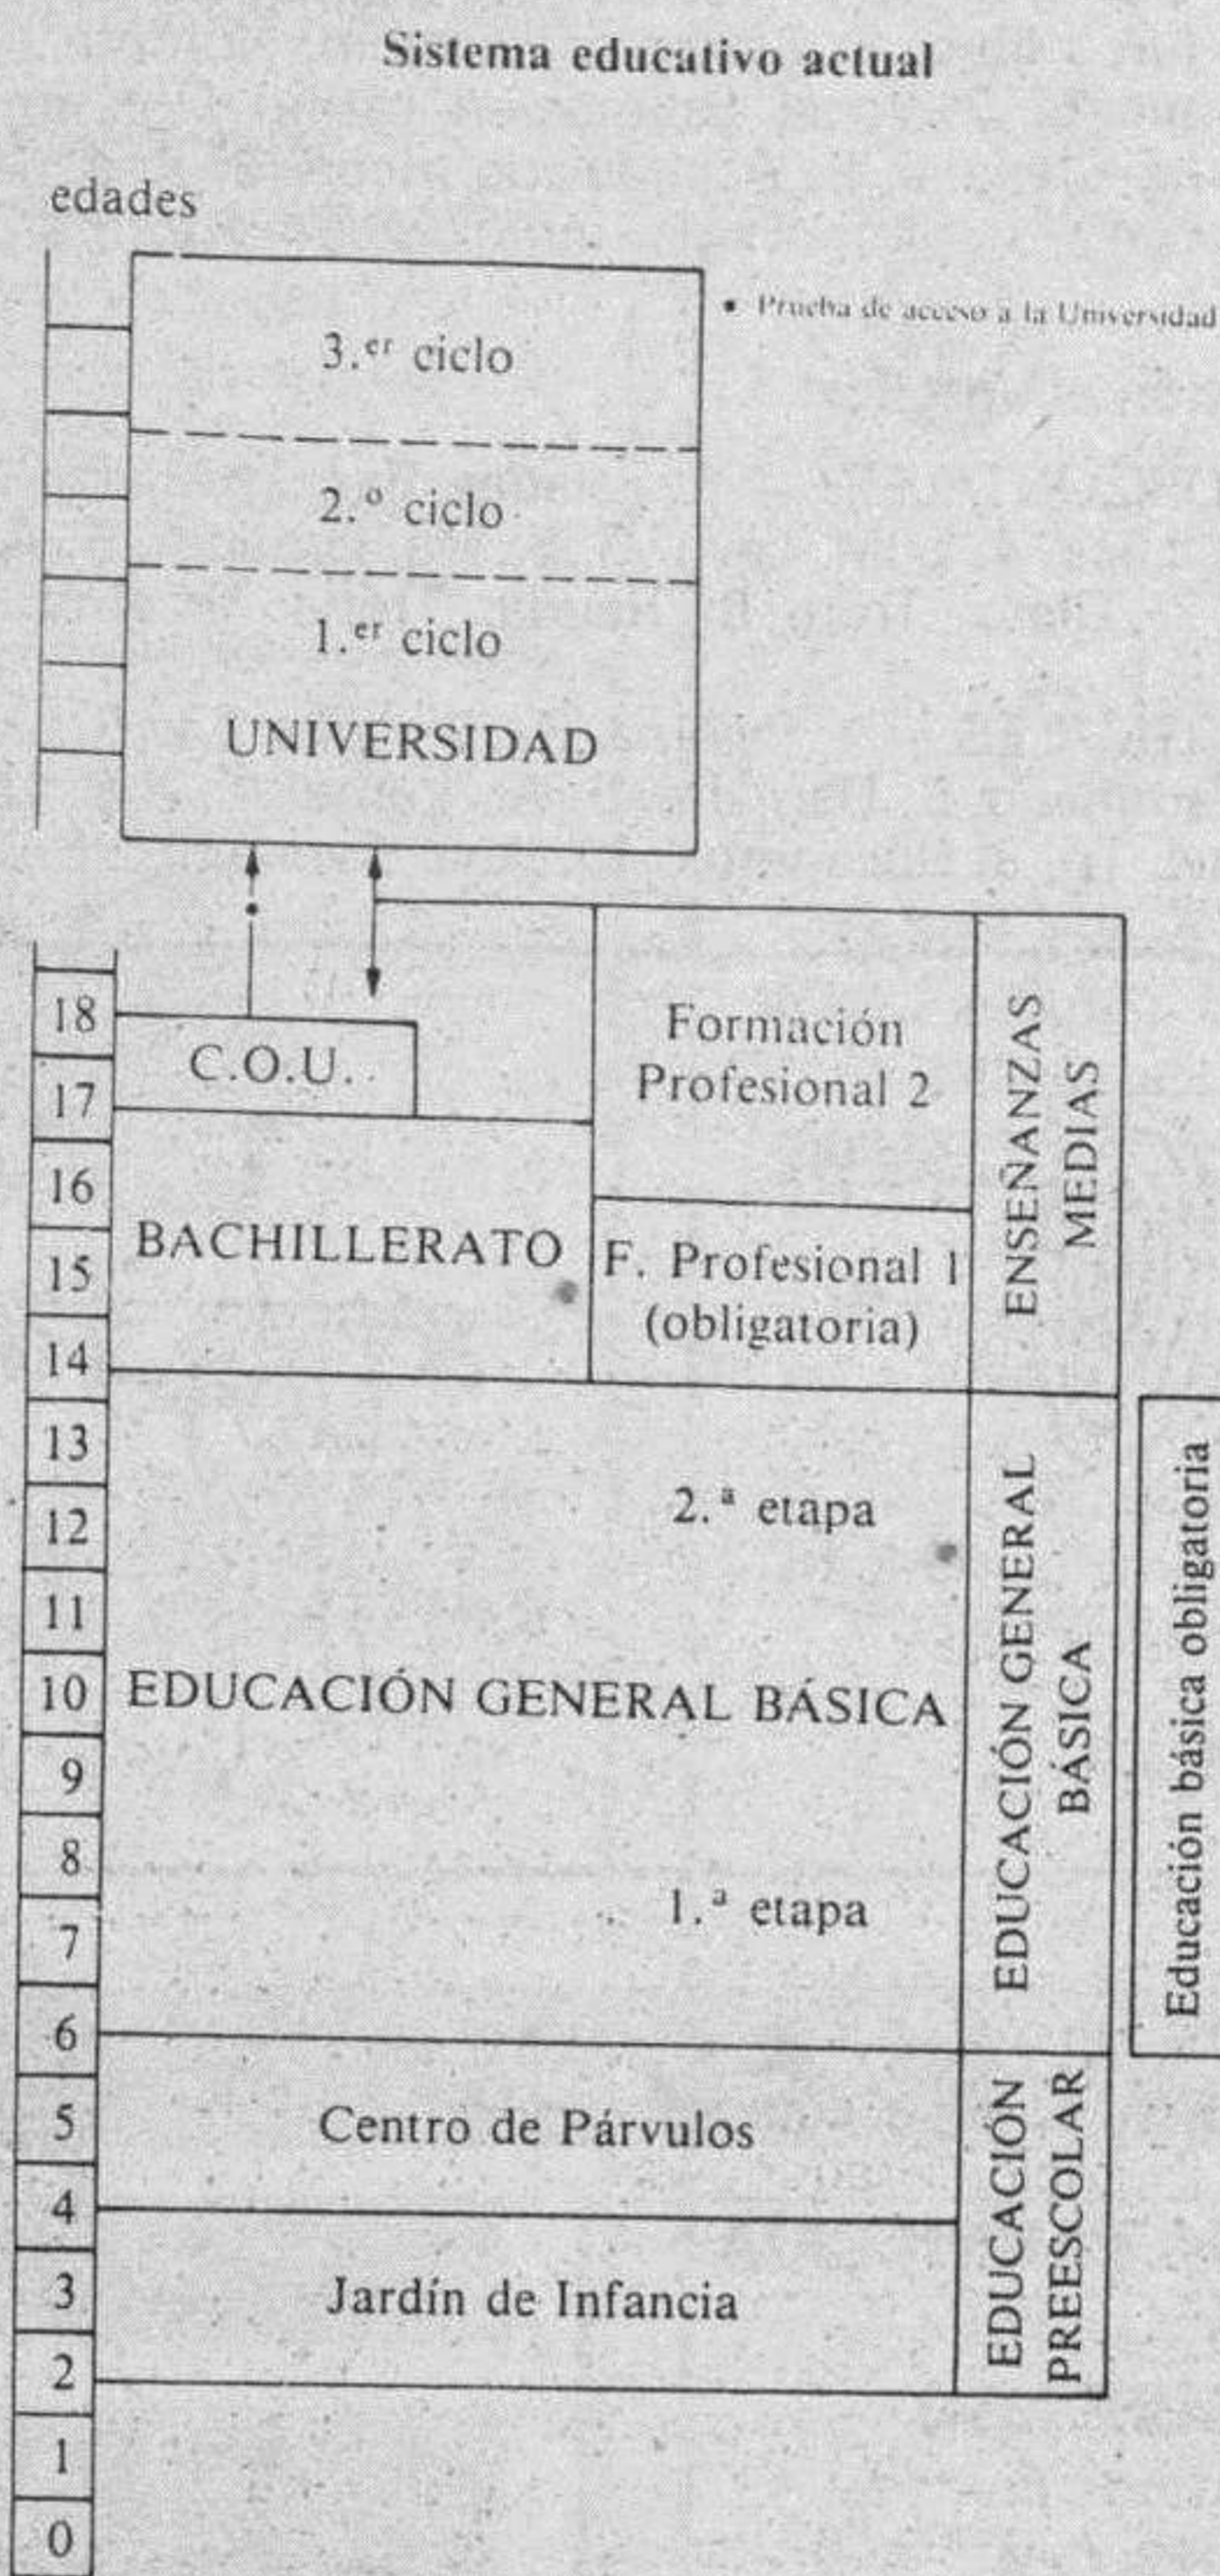 Sistema educativo actual
edades
• Prueba de acceso a la Universidad
3.er ciclo
2.º ciclo
1.er ciclo
UNIVERSIDAD
18
17
16
15
14
13
12
11
10
9
8
7
6
5
4
3
2
1
0
C.O.U.
BACHILLERATO
Formación
Profesional 2
F. Profesional 1
(obligatoria)
ENSEÑANZAS
MEDIAS
2.ª etapa
EDUCACIÓN GENERAL BÁSICA
1.ª etapa
EDUCACIÓN GENERAL
BÁSICA
Educación básica obligatoria
Centro de Párvulos
Jardín de Infancia
EDUCACIÓN
PREESCOLAR